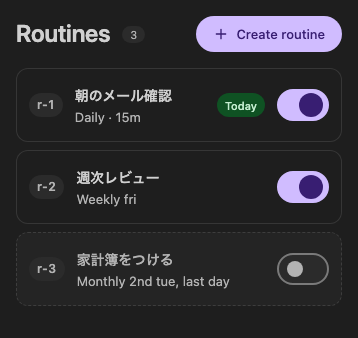 Routines 3
+ Create routine
r-1
朝のメール確認
Daily · 15m
Today
r-2
週次レビュー
Weekly fri
r-3
家計簿をつける
Monthly 2nd tue, last day